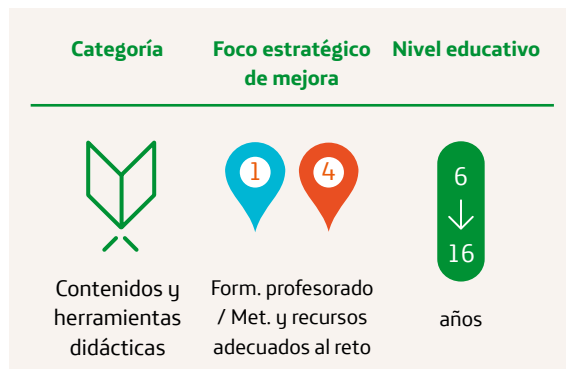 Categoría
Foco estratégico
de mejora
Nivel educativo
1
4
6
16
Contenidos y
herramientas
didácticas
Form. profesorado
/ Met. y recursos
adecuados al reto
años